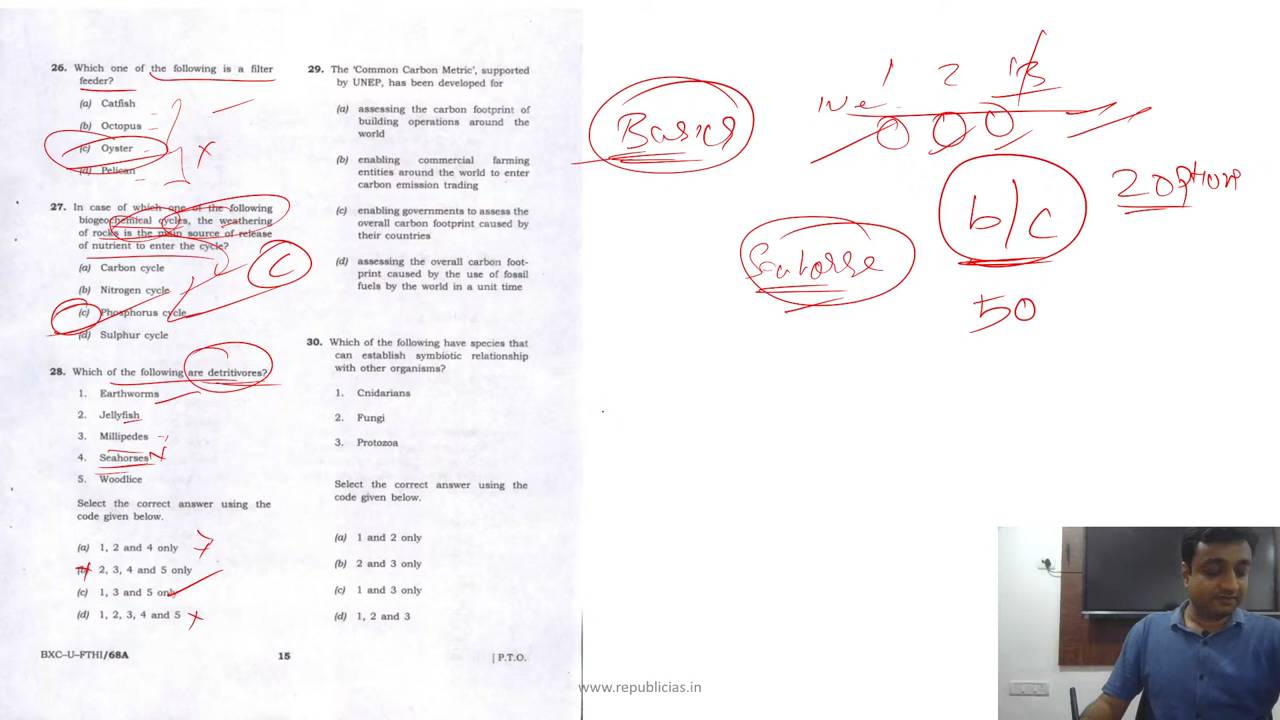 26. Which one of the following is a filter
feeder?
(a) Catfish
(b) Octopus
(c) Oyster
(d) Pelican
27. In case of which one of the following
biogeochemical cycles, the weathering
of rocks is the main source of release
of nutrient to enter the cycle?
(a) Carbon cycle
(b) Nitrogen cycle
(c) Phosphorus cycle
(d) Sulphur cycle
28. Which of the following are detritivores?
1. Earthworms
2. Jellyfish
3. Millipedes
4. Seahorses
5. Woodlice
Select the correct answer using the
code given below.
(a) 1, 2 and 4 only
(b) 2, 3, 4 and 5 only
(c) 1, 3 and 5 only
(d) 1, 2, 3, 4 and 5
BXC-U-FTHI/68A
15
29. The 'Common Carbon Metric', supported
by UNEP, has been developed for
(a) assessing the carbon footprint of
building operations around the
world
(b) enabling commercial farming
entities around the world to enter
carbon emission trading
(c) enabling governments to assess the
overall carbon footprint caused by
their countries
(d) assessing the overall carbon foot-
print caused by the use of fossil
fuels by the world in a unit time
30. Which of the following have species that
can establish symbiotic relationship
with other organisms?
1. Cnidarians
2. Fungi
3. Protozoa
Select the correct answer using the
code given below.
(a) 1 and 2 only
(b) 2 and 3 only
(c) 1 and 3 only
(d) 1, 2 and 3
[ P.T.O.
C
Basics
1 2
b/c
2 option
Seahorse
50
www.republicias.in